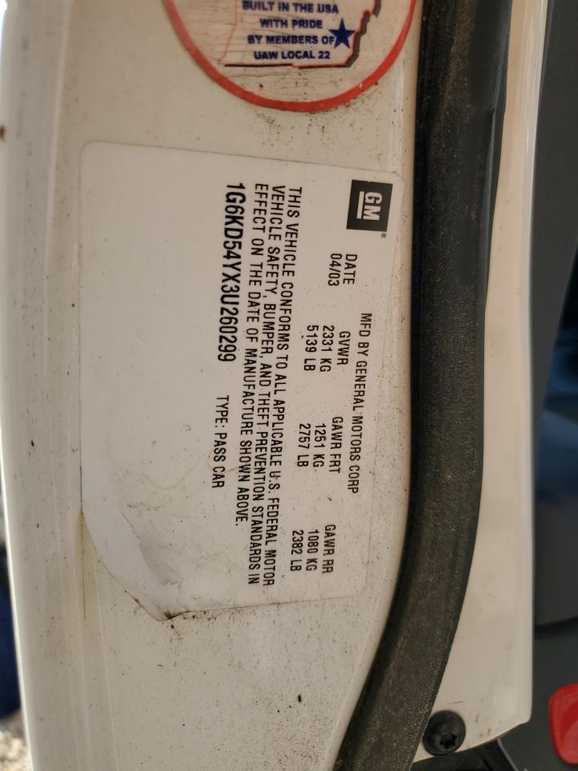 BUILT IN THE USA
WITH PRIDE
BY MEMBERS OF
UAW LOCAL 22
GM®
MFD BY GENERAL MOTORS CORP
DATE GVWR GAWR FRT GAWR RR
04/03 2331 KG 1251 KG 1080 KG
5139 LB 2757 LB 2382 LB
THIS VEHICLE CONFORMS TO ALL APPLICABLE U.S. FEDERAL MOTOR
VEHICLE SAFETY, BUMPER, AND THEFT PREVENTION STANDARDS IN
EFFECT ON THE DATE OF MANUFACTURE SHOWN ABOVE.
1G6KD54YX3U260299 TYPE: PASS CAR